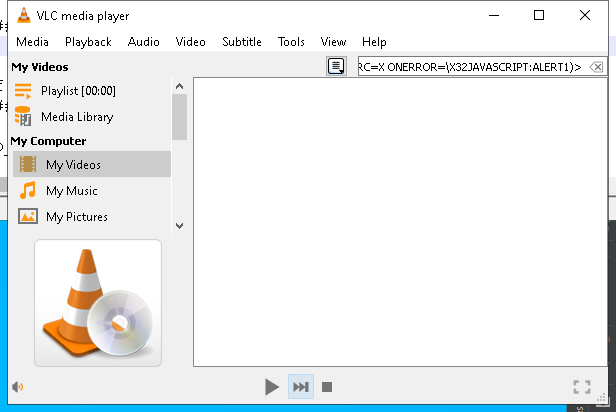 VLC media player
Media Playback Audio Video Subtitle Tools View Help
My Videos
RC=X ONERROR=\X32JAVASCRIPT:ALERT1)>
Playlist [00:00]
Media Library
My Computer
My Videos
My Music
My Pictures